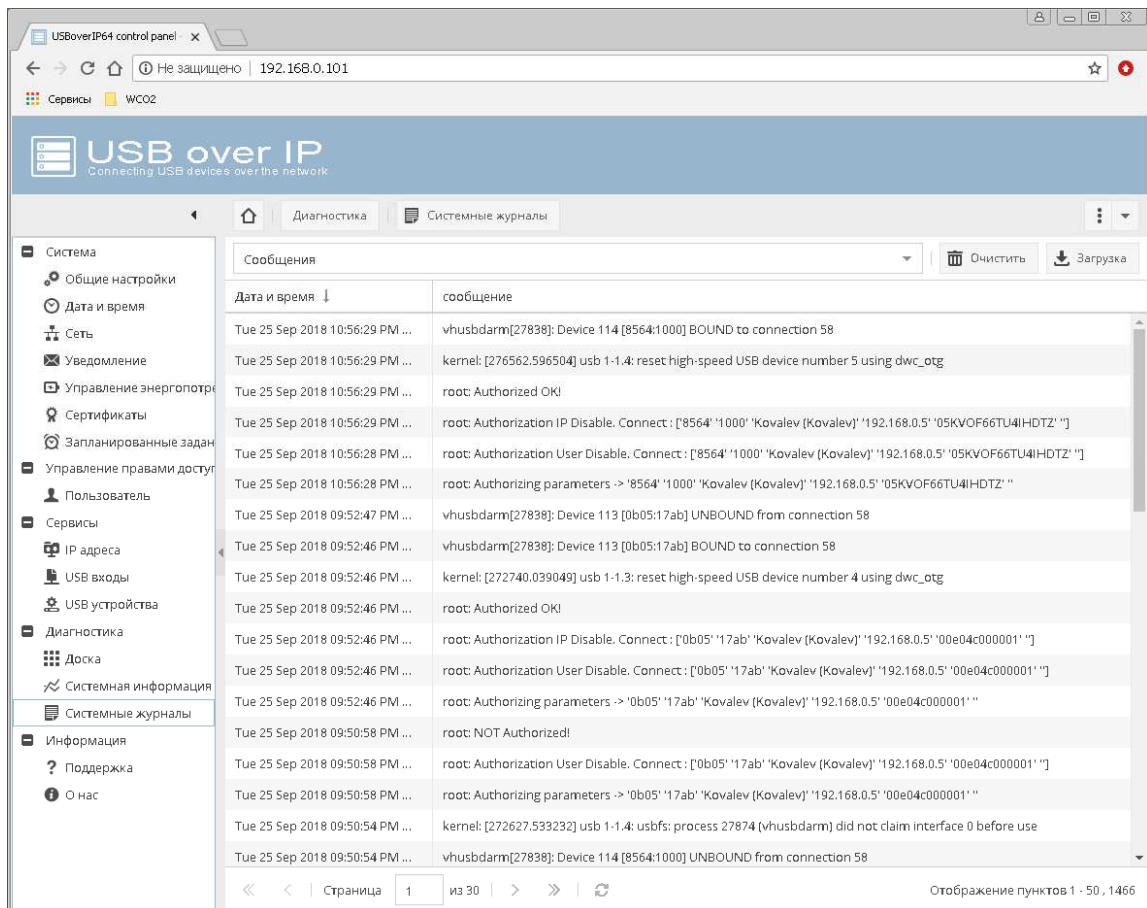 USBoverIP64 control panel -
Не защищено | 192.168.0.101
Сервисы WCO2
USB over IP
Connecting USB devices over the network
Диагностика Системные журналы
Система
Общие настройки
Дата и время
Сеть
Уведомление
Управление энергопотре
Сертификаты
Запланированные задан
Управление правами доступ
Пользователь
Сервисы
IP адреса
USB входы
USB устройства
Диагностика
Доска
Системная информация
Системные журналы
Информация
Поддержка
О нас
Сообщения Очистить Загрузка
Дата и время ↓ сообщение
Tue 25 Sep 2018 10:56:29 PM ... vhusbdarm[27838]: Device 114 [8564:1000] BOUND to connection 58
Tue 25 Sep 2018 10:56:29 PM ... kernel: [276562.596504] usb 1-1.4: reset high-speed USB device number 5 using dwc_otg
Tue 25 Sep 2018 10:56:29 PM ... root: Authorized OK!
Tue 25 Sep 2018 10:56:29 PM ... root: Authorization IP Disable. Connect : ['8564' '1000' 'Kovalev (Kovalev)' '192.168.0.5' '05KVOF66TU4IHDTZ' '']
Tue 25 Sep 2018 10:56:28 PM ... root: Authorization User Disable. Connect : ['8564' '1000' 'Kovalev (Kovalev)' '192.168.0.5' '05KVOF66TU4IHDTZ' '']
Tue 25 Sep 2018 10:56:28 PM ... root: Authorizing parameters -> '8564' '1000' 'Kovalev (Kovalev)' '192.168.0.5' '05KVOF66TU4IHDTZ' ''
Tue 25 Sep 2018 09:52:47 PM ... vhusbdarm[27838]: Device 113 [0b05:17ab] UNBOUND from connection 58
Tue 25 Sep 2018 09:52:46 PM ... vhusbdarm[27838]: Device 113 [0b05:17ab] BOUND to connection 58
Tue 25 Sep 2018 09:52:46 PM ... kernel: [272740.039049] usb 1-1.3: reset high-speed USB device number 4 using dwc_otg
Tue 25 Sep 2018 09:52:46 PM ... root: Authorized OK!
Tue 25 Sep 2018 09:52:46 PM ... root: Authorization IP Disable. Connect : ['0b05' '17ab' 'Kovalev (Kovalev)' '192.168.0.5' '00e04c000001' '']
Tue 25 Sep 2018 09:52:46 PM ... root: Authorization User Disable. Connect : ['0b05' '17ab' 'Kovalev (Kovalev)' '192.168.0.5' '00e04c000001' '']
Tue 25 Sep 2018 09:52:46 PM ... root: Authorizing parameters -> '0b05' '17ab' 'Kovalev (Kovalev)' '192.168.0.5' '00e04c000001' ''
Tue 25 Sep 2018 09:50:58 PM ... root: NOT Authorized!
Tue 25 Sep 2018 09:50:58 PM ... root: Authorization User Disable. Connect : ['0b05' '17ab' 'Kovalev (Kovalev)' '192.168.0.5' '00e04c000001' '']
Tue 25 Sep 2018 09:50:58 PM ... root: Authorizing parameters -> '0b05' '17ab' 'Kovalev (Kovalev)' '192.168.0.5' '00e04c000001' ''
Tue 25 Sep 2018 09:50:54 PM ... kernel: [272627.533232] usb 1-1.4: usbfs: process 27874 (vhusbdarm) did not claim interface 0 before use
Tue 25 Sep 2018 09:50:54 PM ... vhusbdarm[27838]: Device 114 [8564:1000] UNBOUND from connection 58
Страница 1 из 30 Отображение пунктов 1 - 50 , 1466